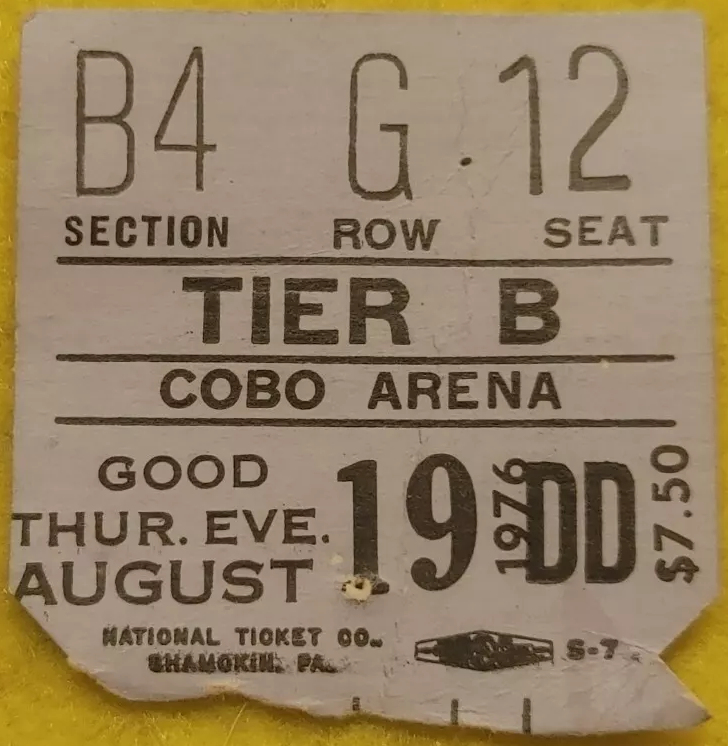 B4 G 12
SECTION ROW SEAT
TIER B
COBO ARENA
GOOD
THUR. EVE.
AUGUST 19 1976 DD $7.50
NATIONAL TICKET CO.
SHAMOKIN, PA. S-7